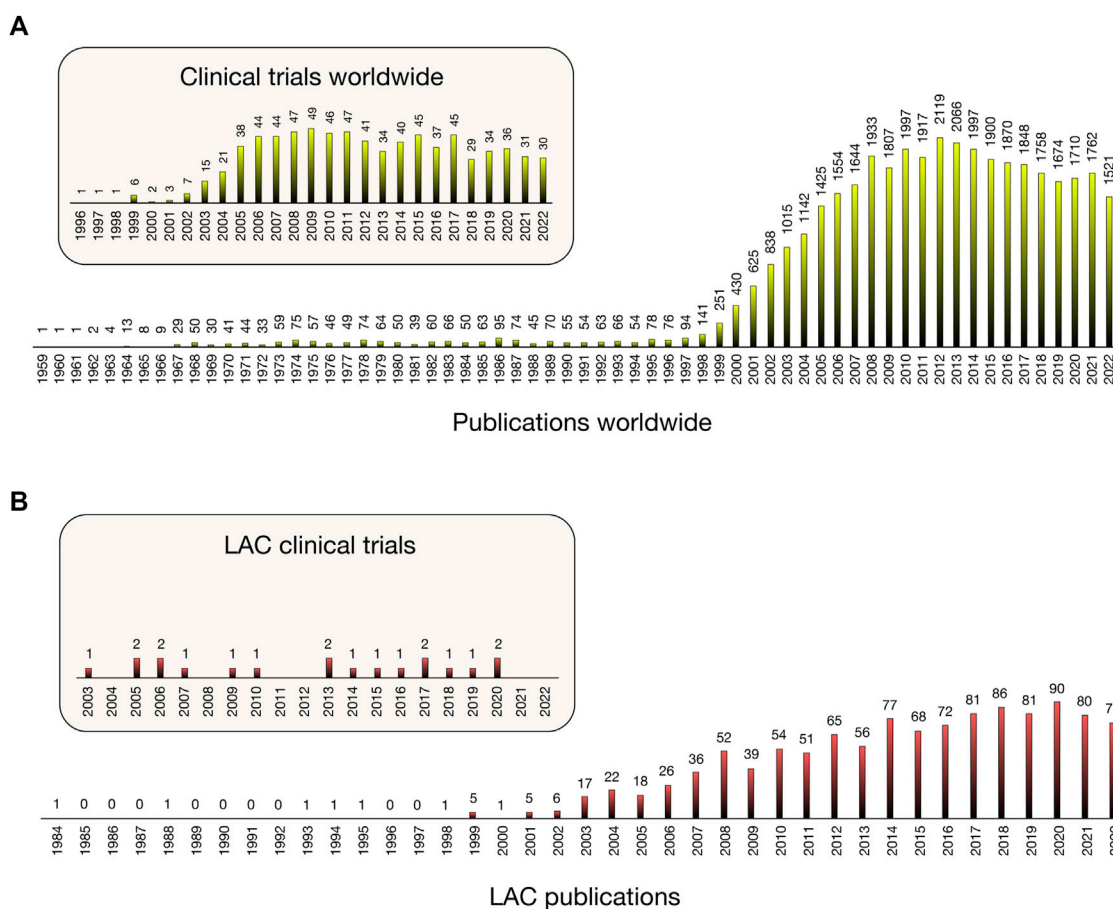 A
Clinical trials worldwide
1 1 1 6 2 3 7 15 21 38 44 44 47 49 46 47 41 34 40 45 37 45 29 34 36 31 30
1996 1997 1998 1999 2000 2001 2002 2003 2004 2005 2006 2007 2008 2009 2010 2011 2012 2013 2014 2015 2016 2017 2018 2019 2020 2021 2022
1 1 1 2 4 13 8 9 29 50 30 41 44 33 59 75 57 46 49 74 64 50 39 60 66 50 63 95 74 45 70 55 54 63 66 54 78 76 94 141 251 430 625 838 1015 1142 1425 1554 1644 1933 1807 1997 1917 2119 2066 1997 1900 1870 1848 1758 1674 1710 1762 1521
1959 1960 1961 1962 1963 1964 1965 1966 1967 1968 1969 1970 1971 1972 1973 1974 1975 1976 1977 1978 1979 1980 1981 1982 1983 1984 1985 1986 1987 1988 1989 1990 1991 1992 1993 1994 1995 1996 1997 1998 1999 2000 2001 2002 2003 2004 2005 2006 2007 2008 2009 2010 2011 2012 2013 2014 2015 2016 2017 2018 2019 2020 2021 2022
Publications worldwide
B
LAC clinical trials
1 2 2 1 1 1 2 1 1 1 2 1 1 2
2003 2004 2005 2006 2007 2008 2009 2010 2011 2012 2013 2014 2015 2016 2017 2018 2019 2020 2021 2022
1 0 0 0 1 0 0 0 0 1 1 1 0 0 1 5 1 5 6 17 22 18 26 36 52 39 54 51 65 56 77 68 72 81 86 81 90 80
1984 1985 1986 1987 1988 1989 1990 1991 1992 1993 1994 1995 1996 1997 1998 1999 2000 2001 2002 2003 2004 2005 2006 2007 2008 2009 2010 2011 2012 2013 2014 2015 2016 2017 2018 2019 2020 2021
LAC publications